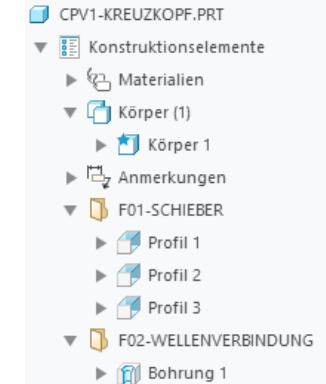 CPV1-KREUZKOPF.PRT
Konstruktionselemente
Materialien
Körper (1)
Körper 1
Anmerkungen
F01-SCHIEBER
Profil 1
Profil 2
Profil 3
F02-WELLENVERBINDUNG
Bohrung 1